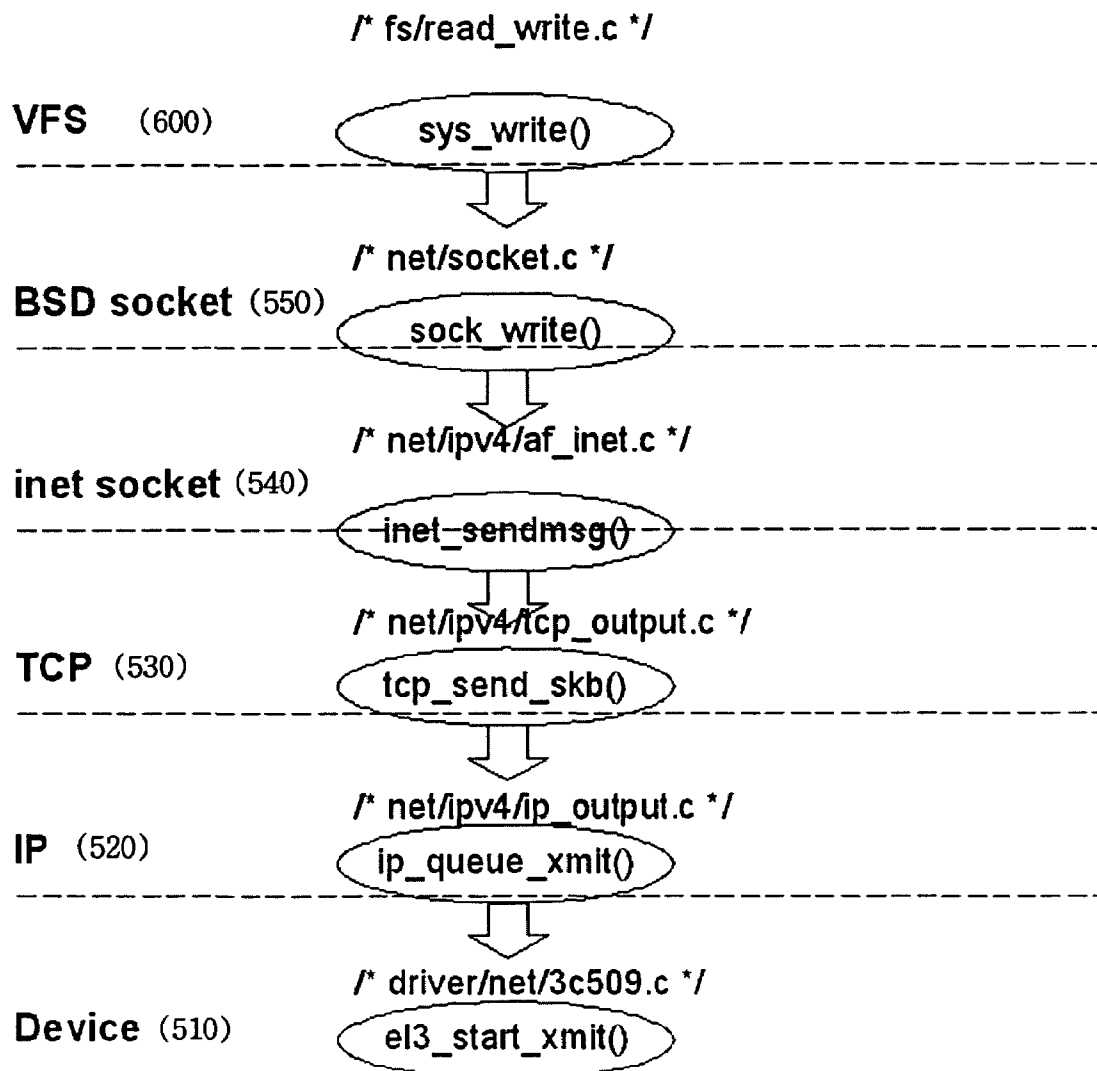 /* fs/read_write.c */
VFS (600)
sys_write()
/* net/socket.c */
BSD socket (550)
sock_write()
/* net/ipv4/af_inet.c */
inet socket (540)
inet_sendmsg()
/* net/ipv4/tcp_output.c */
TCP (530)
tcp_send_skb()
/* net/ipv4/ip_output.c */
IP (520)
ip_queue_xmit()
/* driver/net/3c509.c */
Device (510)
el3_start_xmit()